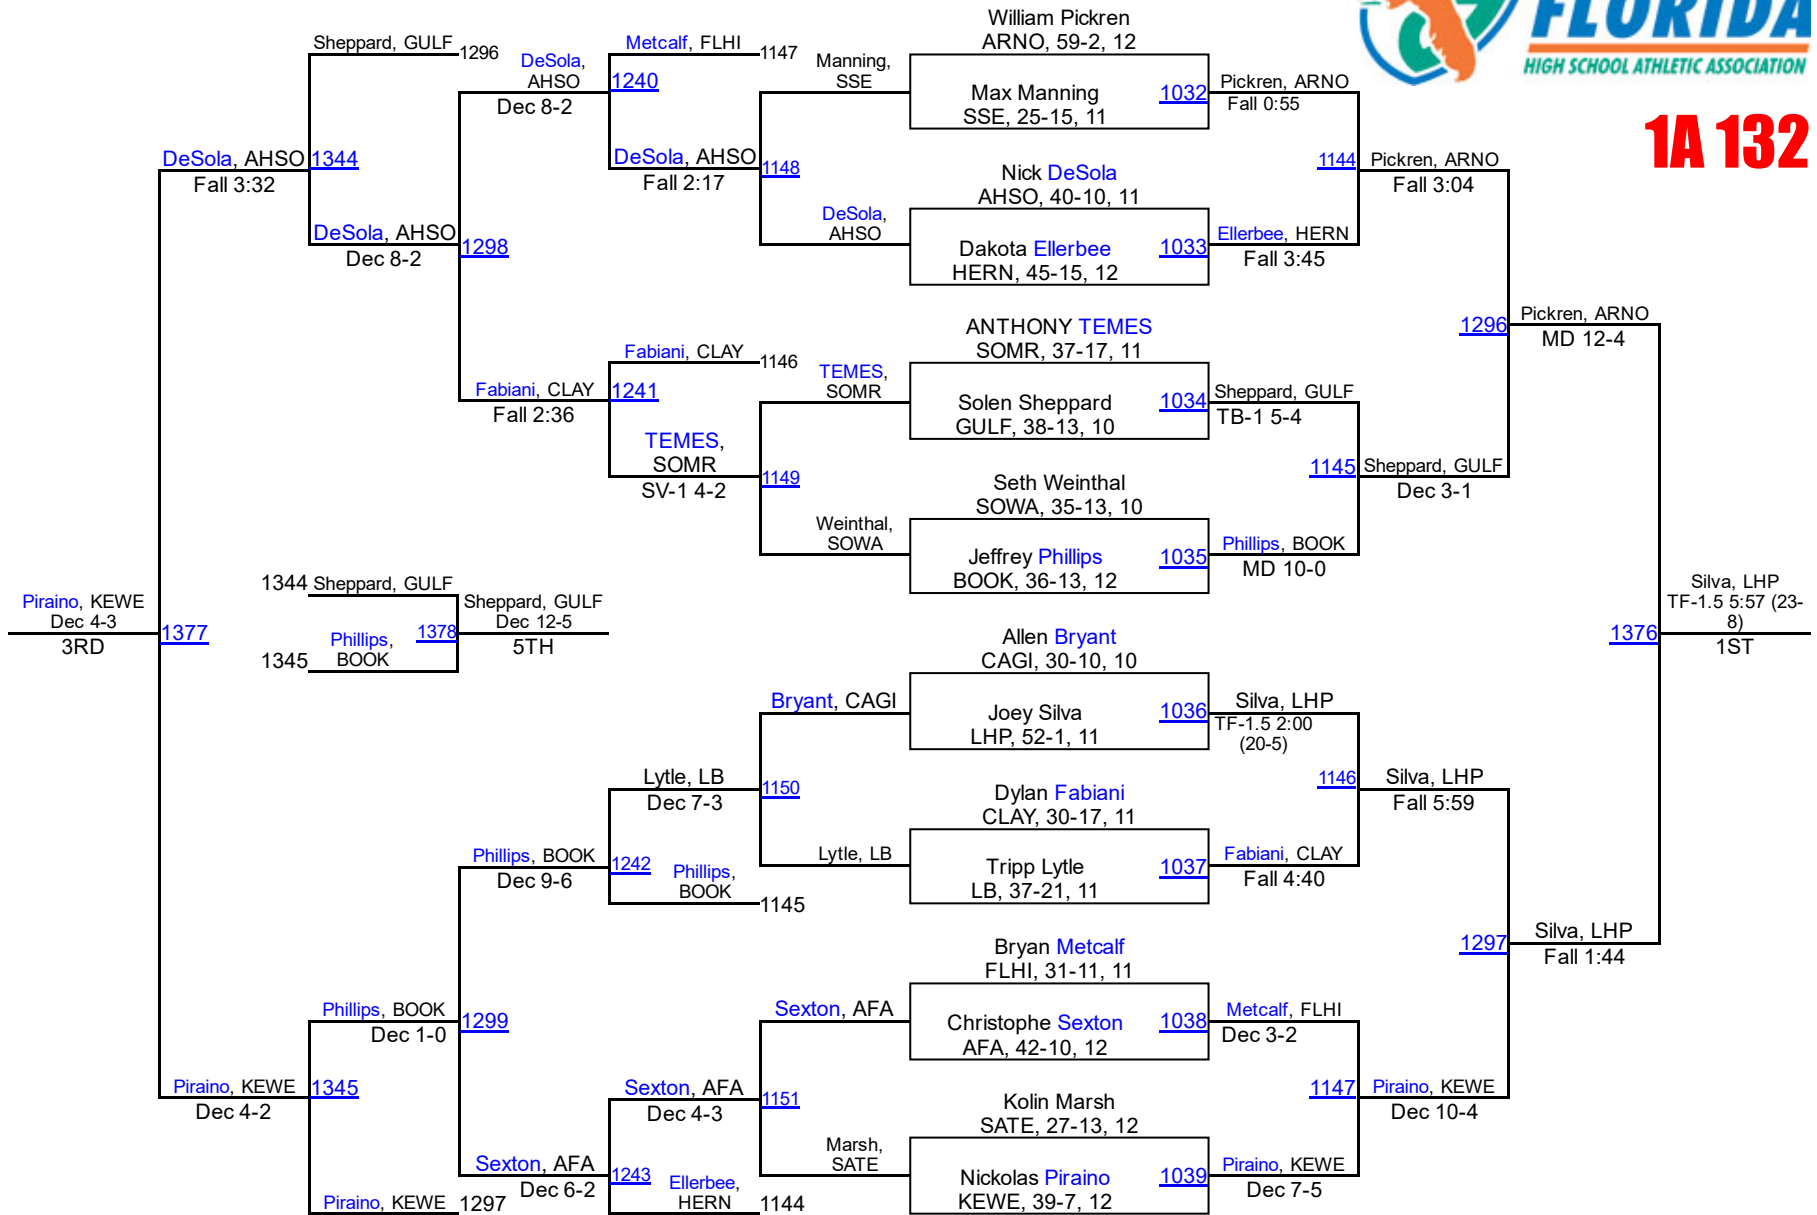 FLORIDA
HIGH SCHOOL ATHLETIC ASSOCIATION
1A 132
Sheppard, GULF
1296
DeSola,
AHSO
Dec 8-2
1240
Metcalf, FLHI
1147
DeSola, AHSO
Fall 2:17
1148
Manning,
SSE
DeSola,
AHSO
DeSola, AHSO
Fall 3:32
1344
DeSola, AHSO
Dec 8-2
1298
Fabiani, CLAY
Fall 2:36
1241
Fabiani, CLAY
1146
TEMES,
SOMR
SV-1 4-2
1149
TEMES,
SOMR
Weinthal,
SOWA
William Pickren
ARNO, 59-2, 12
Max Manning
SSE, 25-15, 11
1032
Pickren, ARNO
Fall 0:55
Nick DeSola
AHSO, 40-10, 11
Dakota Ellerbee
HERN, 45-15, 12
1033
Ellerbee, HERN
Fall 3:45
1144
Pickren, ARNO
Fall 3:04
ANTHONY TEMES
SOMR, 37-17, 11
Solen Sheppard
GULF, 38-13, 10
1034
Sheppard, GULF
TB-1 5-4
Seth Weinthal
SOWA, 35-13, 10
Jeffrey Phillips
BOOK, 36-13, 12
1035
Phillips, BOOK
MD 10-0
1145
Sheppard, GULF
Dec 3-1
1296
Pickren, ARNO
MD 12-4
Piraino, KEWE
Dec 4-3
3RD
1377
1344
Sheppard, GULF
1345
Phillips,
BOOK
1378
Sheppard, GULF
Dec 12-5
5TH
1376
Silva, LHP
TF-1.5 5:57 (23-
8)
1ST
Allen Bryant
CAGI, 30-10, 10
Joey Silva
LHP, 52-1, 11
1036
Silva, LHP
TF-1.5 2:00
(20-5)
Dylan Fabiani
CLAY, 30-17, 11
Tripp Lytle
LB, 37-21, 11
1037
Fabiani, CLAY
Fall 4:40
1146
Silva, LHP
Fall 5:59
Bryan Metcalf
FLHI, 31-11, 11
Christophe Sexton
AFA, 42-10, 12
1038
Metcalf, FLHI
Dec 3-2
Kolin Marsh
SATE, 27-13, 12
Nickolas Piraino
KEWE, 39-7, 12
1039
Piraino, KEWE
Dec 7-5
1147
Piraino, KEWE
Dec 10-4
1297
Silva, LHP
Fall 1:44
Bryant, CAGI
Lytle, LB
Lytle, LB
Dec 7-3
1150
Phillips, BOOK
Dec 9-6
1242
Phillips,
BOOK
1145
Phillips, BOOK
Dec 1-0
1299
Sexton, AFA
Marsh,
SATE
Sexton, AFA
Dec 4-3
1151
Sexton, AFA
Dec 6-2
1243
Ellerbee,
HERN
1144
Piraino, KEWE
Dec 4-2
1345
Piraino, KEWE
1297